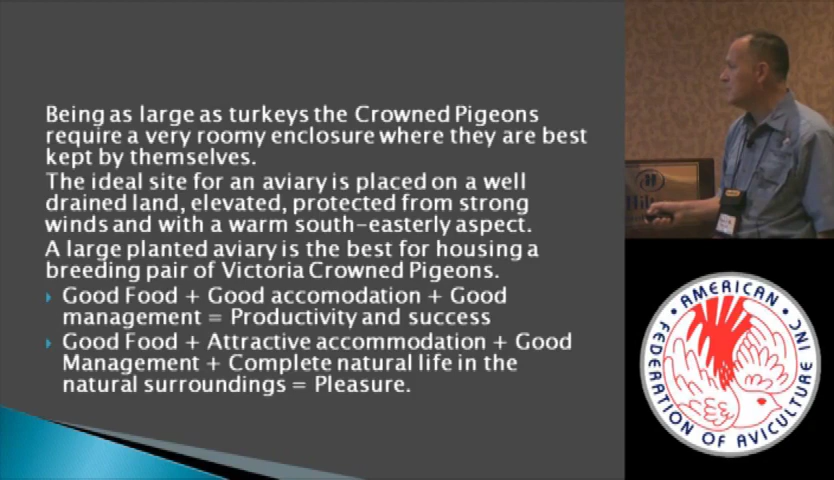 Being as large as turkeys the Crowned Pigeons
require a very roomy enclosure where they are best
kept by themselves.
The ideal site for an aviary is placed on a well
drained land, elevated, protected from strong
winds and with a warm south-easterly aspect.
A large planted aviary is the best for housing a
breeding pair of Victoria Crowned Pigeons.
Good Food + Good accomodation + Good
management = Productivity and success
Good Food + Attractive accommodation + Good
Management + Complete natural life in the
natural surroundings = Pleasure.
AMERICAN
FEDERATION OF AVICULTURE
INC.